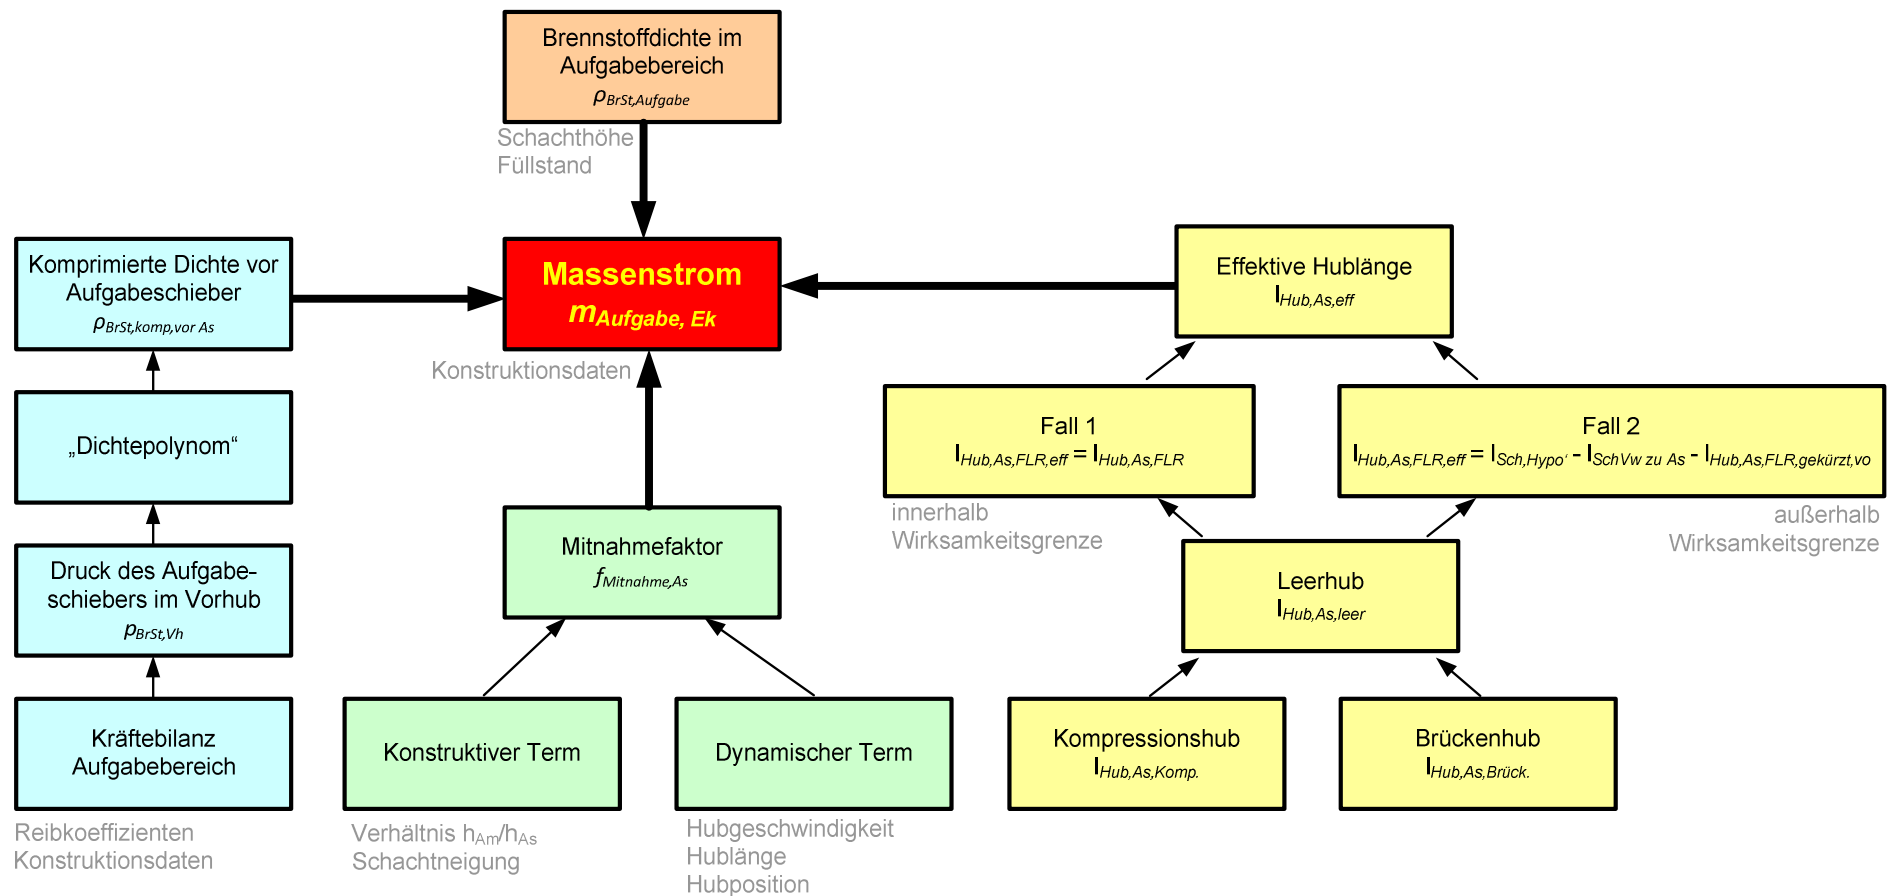 Brennstoffdichte im
Aufgabebereich
ρBrSt,Aufgabe
Schachthöhe
Füllstand
Komprimierte Dichte vor
Aufgabeschieber
ρBrSt,komp,vor As
Massenstrom
mAufgabe, Ek
Konstruktionsdaten
Effektive Hublänge
lHub,As,eff
„Dichtepolynom“
Fall 1
lHub,As,FLR,eff = lHub,As,FLR
innerhalb
Wirksamkeitsgrenze
Fall 2
lHub,As,FLR,eff = lSch,Hypo‘ - lSchVw zu As - lHub,As,FLR,gekürzt,vo
außerhalb
Wirksamkeitsgrenze
Druck des Aufgabe-
schiebers im Vorhub
pBrSt,Vh
Mitnahmefaktor
fMitnahme,As
Leerhub
lHub,As,leer
Kräftebilanz
Aufgabebereich
Reibkoeffizienten
Konstruktionsdaten
Konstruktiver Term
Verhältnis hAm/hAs
Schachtneigung
Dynamischer Term
Hubgeschwindigkeit
Hublänge
Hubposition
Kompressionshub
lHub,As,Komp.
Brückenhub
lHub,As,Brück.